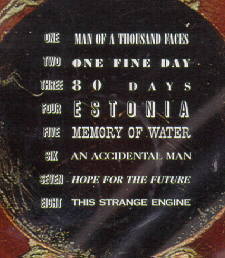 ONE MAN OF A THOUSAND FACES
TWO ONE FINE DAY
THREE 80 DAYS
FOUR ESTONIA
FIVE MEMORY OF WATER
SIX AN ACCIDENTAL MAN
SEVEN HOPE FOR THE FUTURE
EIGHT THIS STRANGE ENGINE